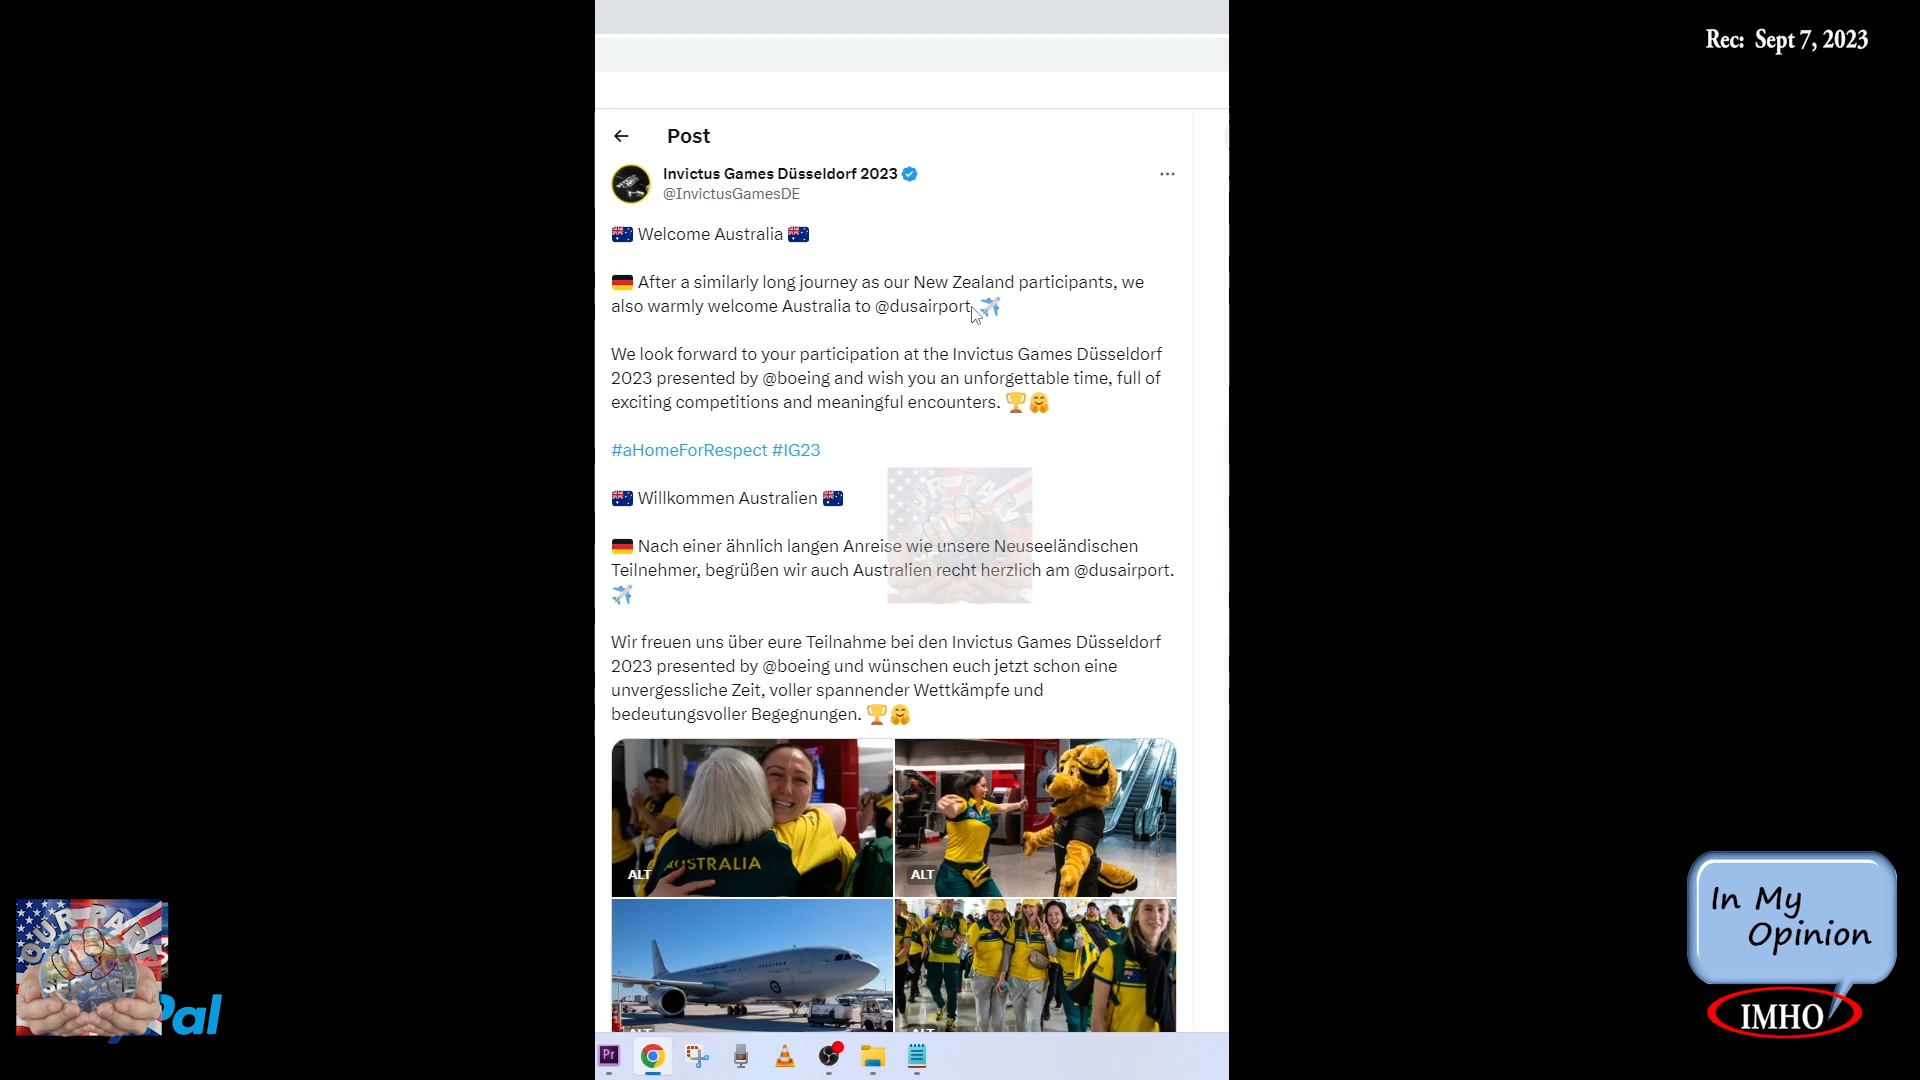 Rec: Sept 7, 2023
Post
Invictus Games Düsseldorf 2023
@InvictusGamesDE
🇦🇺 Welcome Australia 🇦🇺
🇩🇪 After a similarly long journey as our New Zealand participants, we
also warmly welcome Australia to @dusairport. ✈️
We look forward to your participation at the Invictus Games Düsseldorf
2023 presented by @boeing and wish you an unforgettable time, full of
exciting competitions and meaningful encounters. 🏆🤗
#aHomeForRespect #IG23
🇦🇺 Willkommen Australien 🇦🇺
🇩🇪 Nach einer ähnlich langen Anreise wie unsere Neuseeländischen
Teilnehmer, begrüßen wir auch Australien recht herzlich am @dusairport.
✈️
Wir freuen uns über eure Teilnahme bei den Invictus Games Düsseldorf
2023 presented by @boeing und wünschen euch jetzt schon eine
unvergessliche Zeit, voller spannender Wettkämpfe und
bedeutungsvoller Begegnungen. 🏆🤗
AUSTRALIA
ALT
ALT
ALT
ALT
OUR PART
SERVICE
Pal
In My
Opinion
IMHO
Pr